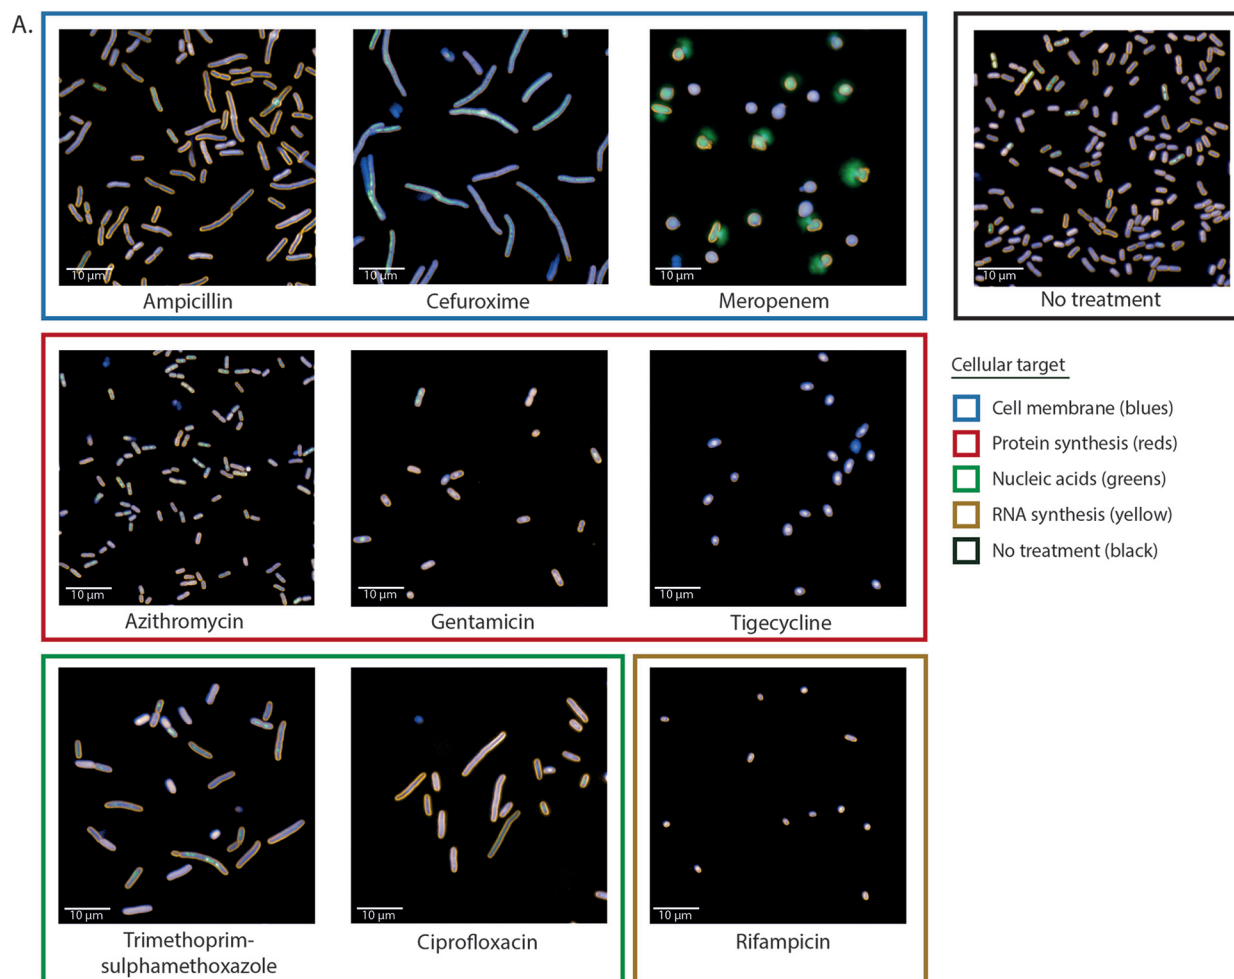 A.
10 μm
10 μm
10 μm
10 μm
Ampicillin
Cefuroxime
Meropenem
No treatment
10 μm
10 μm
10 μm
Azithromycin
Gentamicin
Tigecycline
Cellular target
Cell membrane (blues)
Protein synthesis (reds)
Nucleic acids (greens)
RNA synthesis (yellow)
No treatment (black)
10 μm
10 μm
10 μm
Trimethoprim-
sulphamethoxazole
Ciprofloxacin
Rifampicin